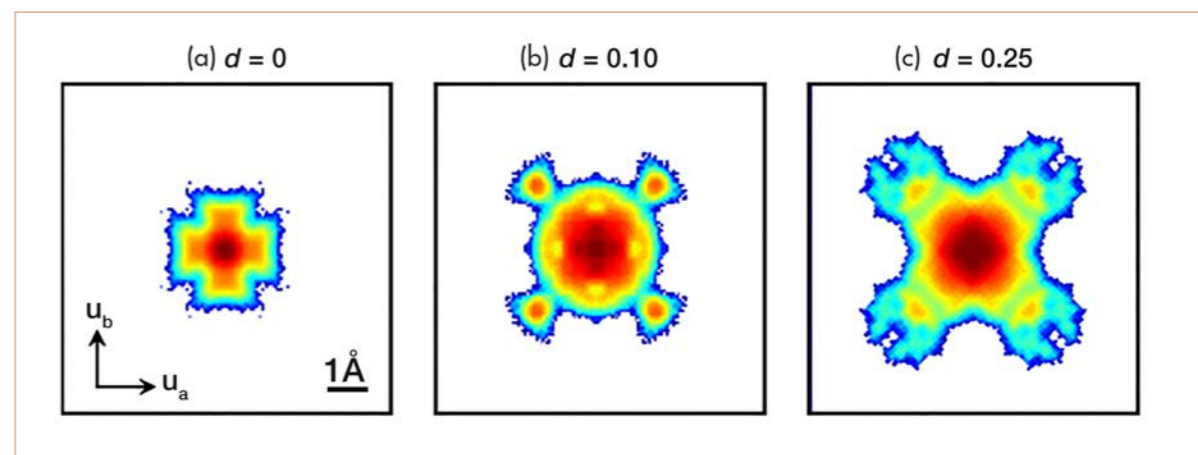 (a) d = 0
(b) d = 0.10
(c) d = 0.25
u_b
u_a
1Å